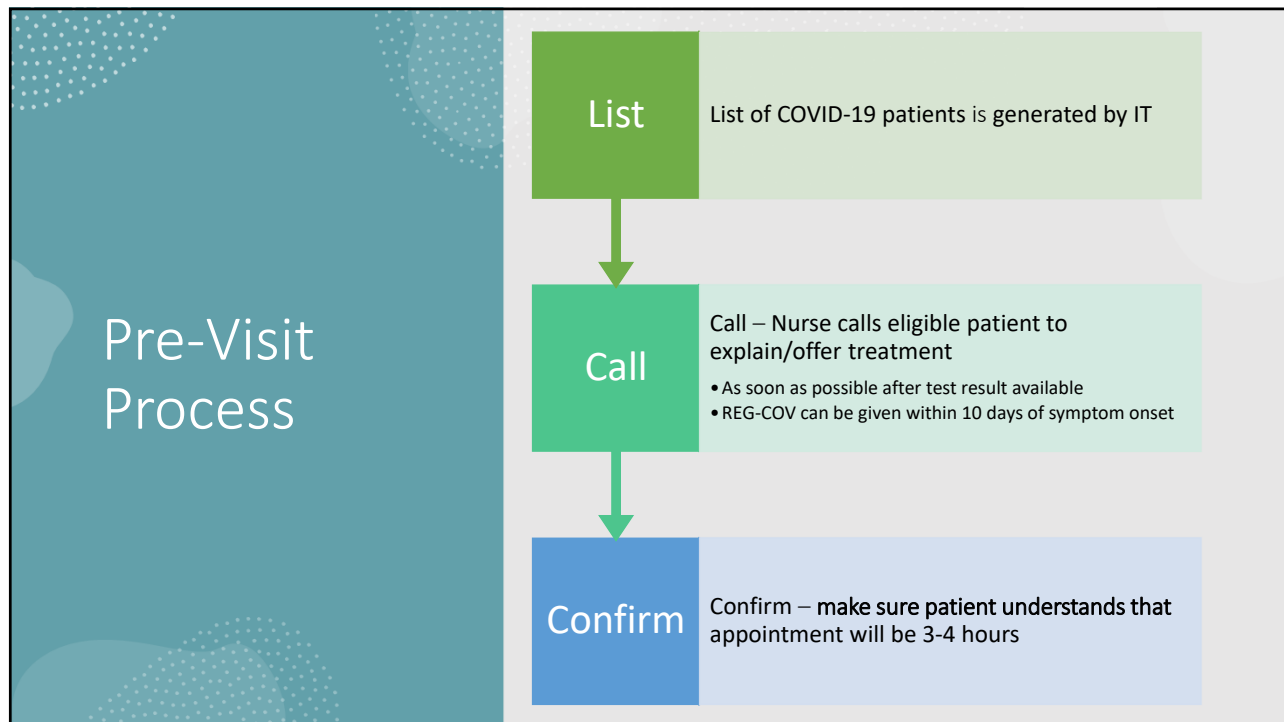 Pre-Visit
Process
List
List of COVID-19 patients is generated by IT
Call
Call – Nurse calls eligible patient to
explain/offer treatment
• As soon as possible after test result available
• REG-COV can be given within 10 days of symptom onset
Confirm
Confirm – make sure patient understands that
appointment will be 3-4 hours